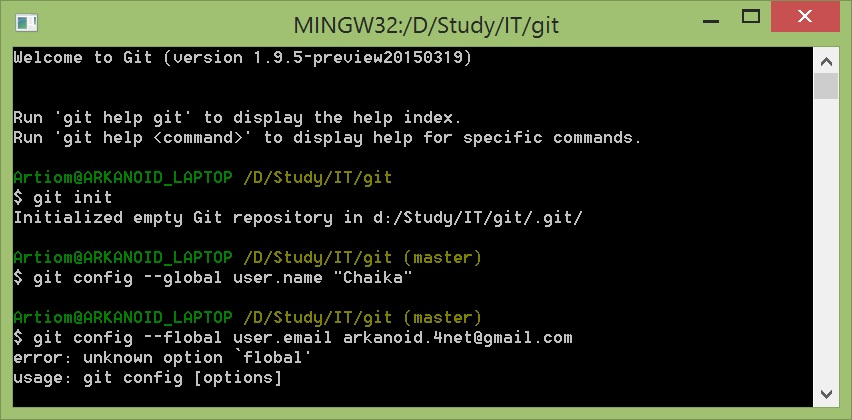 MINGW32:/D/Study/IT/git
Welcome to Git (version 1.9.5-preview20150319)
Run 'git help git' to display the help index.
Run 'git help <command>' to display help for specific commands.
Artiom@ARKANOID_LAPTOP /D/Study/IT/git
$ git init
Initialized empty Git repository in d:/Study/IT/git/.git/
Artiom@ARKANOID_LAPTOP /D/Study/IT/git (master)
$ git config --global user.name "Chaika"
Artiom@ARKANOID_LAPTOP /D/Study/IT/git (master)
$ git config --flobal user.email arkanoid.4net@gmail.com
error: unknown option `flobal'
usage: git config [options]